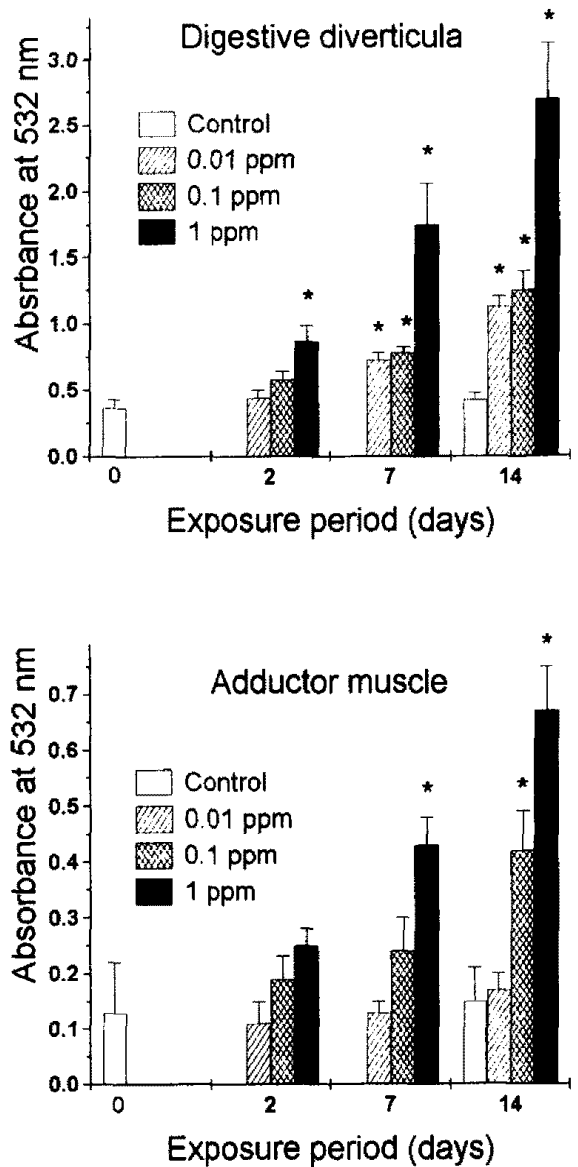 Digestive diverticula
Absrbance at 532 nm
3.0
2.5
2.0
1.5
1.0
0.5
0.0
Control
0.01 ppm
0.1 ppm
1 ppm
*
*
*
*
*
*
*
0 2 7 14
Exposure period (days)
Adductor muscle
Absorbance at 532 nm
0.7
0.6
0.5
0.4
0.3
0.2
0.1
0.0
Control
0.01 ppm
0.1 ppm
1 ppm
*
*
*
0 2 7 14
Exposure period (days)